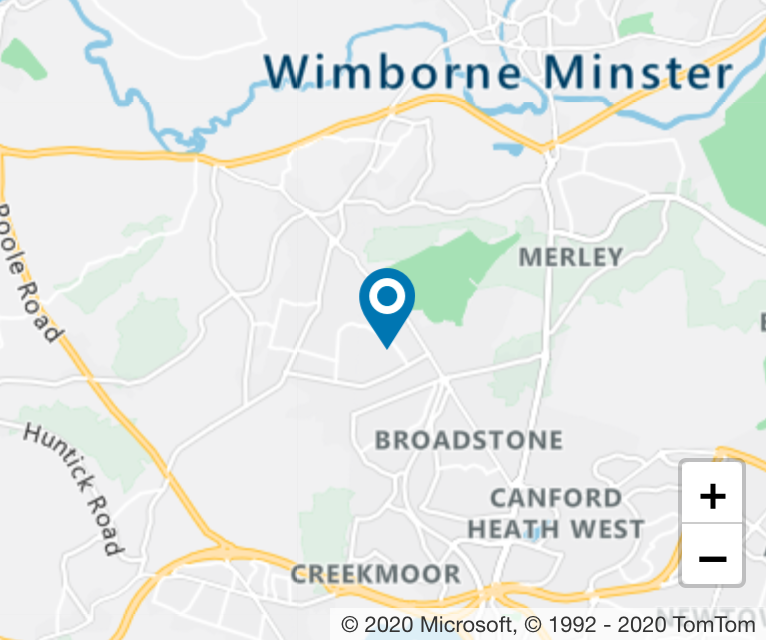 Wimborne Minster
Poole Road
MERLEY
BROADSTONE
Huntick Road
CANFORD
HEATH WEST
+
−
CREEKMOOR
© 2020 Microsoft, © 1992 - 2020 TomTom